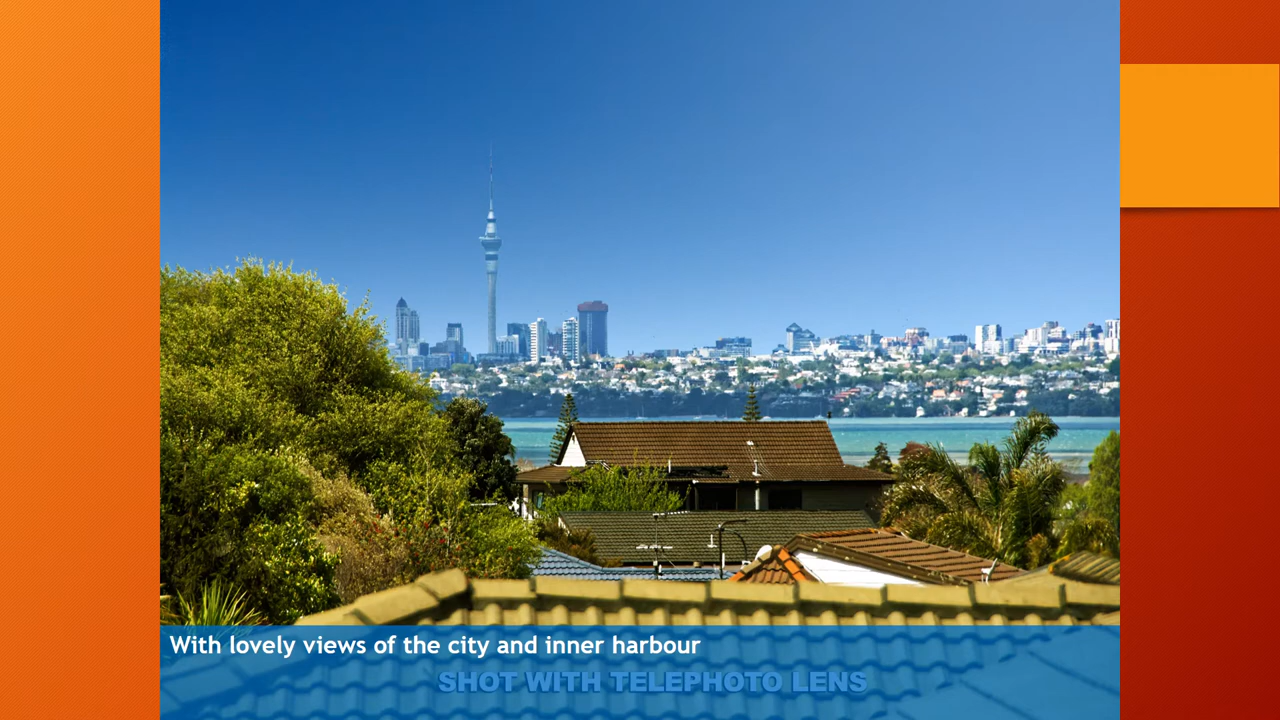 With lovely views of the city and inner harbour
SHOT WITH TELEPHOTO LENS